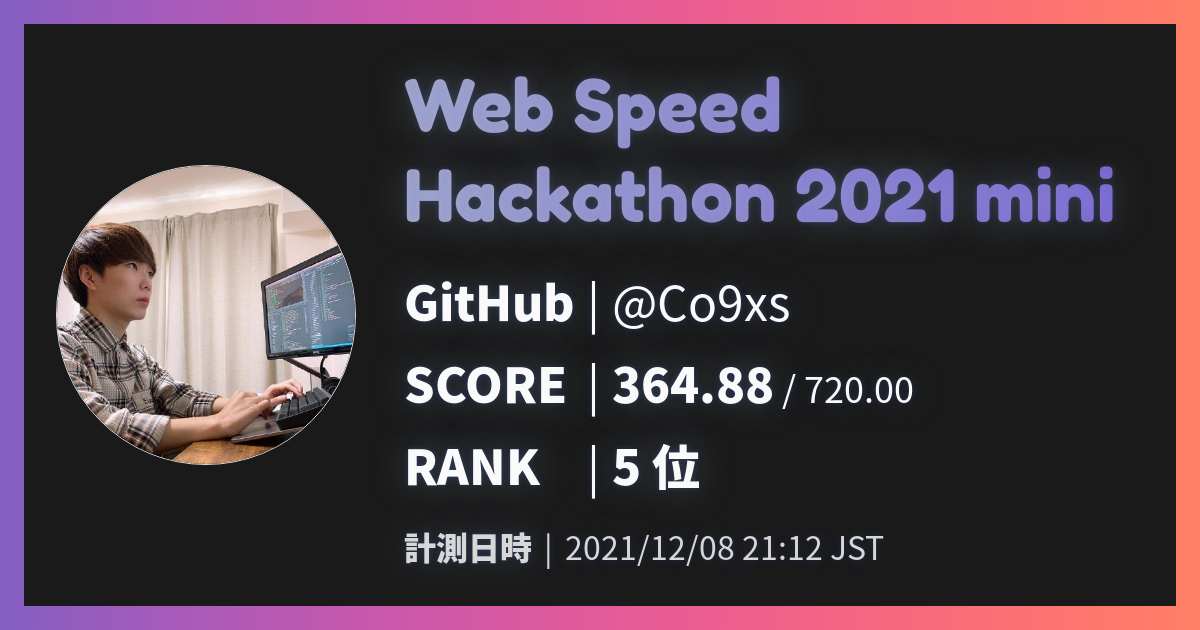 Web Speed
Hackathon 2021 mini
GitHub | @Co9xs
SCORE | 364.88 / 720.00
RANK | 5 位
計測日時 | 2021/12/08 21:12 JST